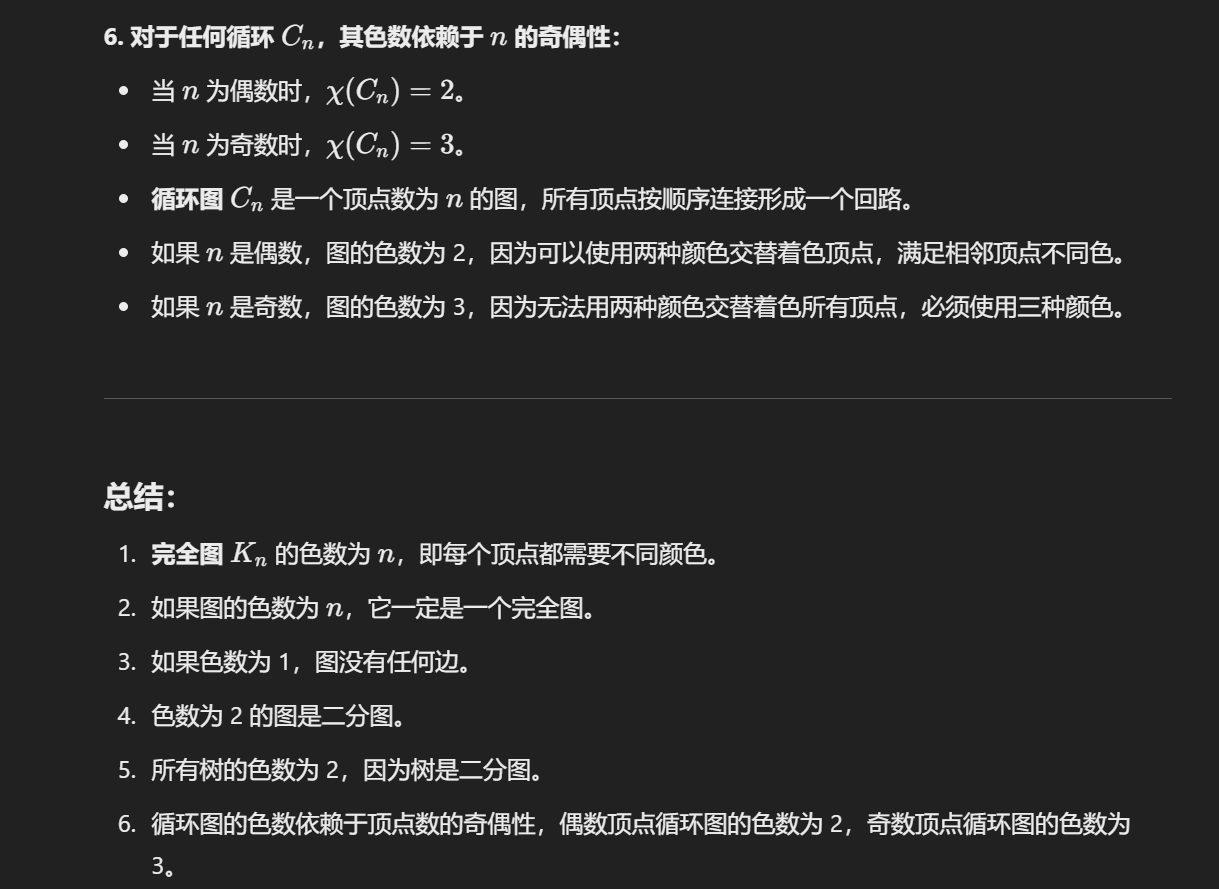 6. 对于任何循环 Cₙ，其色数依赖于 n 的奇偶性：
• 当 n 为偶数时，χ(Cₙ) = 2。
• 当 n 为奇数时，χ(Cₙ) = 3。
• 循环图 Cₙ 是一个顶点数为 n 的图，所有顶点按顺序连接形成一个回路。
• 如果 n 是偶数，图的色数为 2，因为可以使用两种颜色交替着色顶点，满足相邻顶点不同色。
• 如果 n 是奇数，图的色数为 3，因为无法用两种颜色交替着色所有顶点，必须使用三种颜色。
总结：
1. 完全图 Kₙ 的色数为 n，即每个顶点都需要不同颜色。
2. 如果图的色数为 n，它一定是一个完全图。
3. 如果色数为 1，图没有任何边。
4. 色数为 2 的图是二分图。
5. 所有树的色数为 2，因为树是二分图。
6. 循环图的色数依赖于顶点数的奇偶性，偶数顶点循环图的色数为 2，奇数顶点循环图的色数为
3。